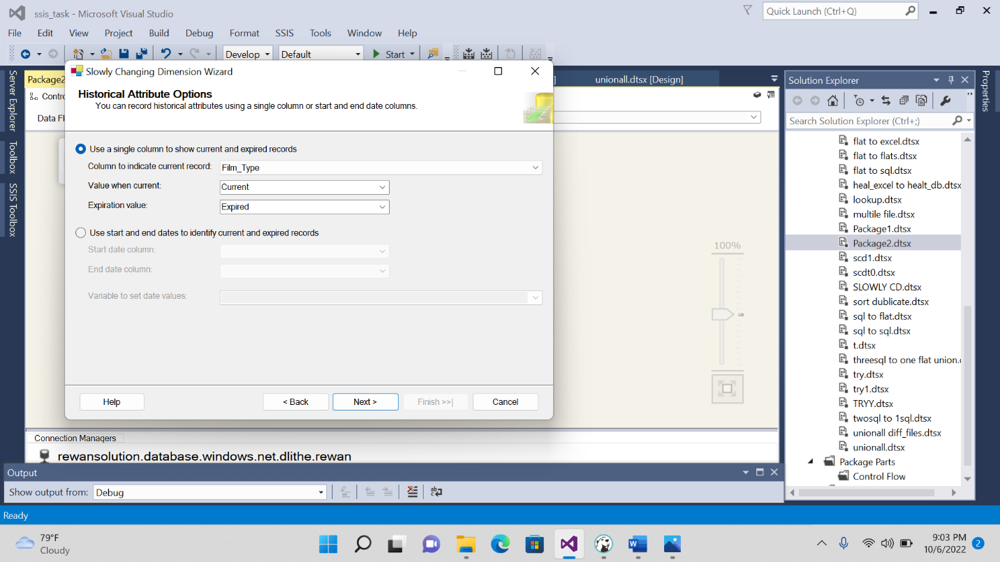 ssis_task - Microsoft Visual Studio
Quick Launch (Ctrl+Q)
File Edit View Project Build Debug Format SSIS Tools Window Help
Develop Default Start
Package2
unionall.dtsx [Design]
Server Explorer
Toolbox
SSIS Toolbox
Slowly Changing Dimension Wizard
Historical Attribute Options
You can record historical attributes using a single column or start and end date columns.
Use a single column to show current and expired records
Column to indicate current record: Film_Type
Value when current: Current
Expiration value: Expired
Use start and end dates to identify current and expired records
Start date column:
End date column:
Variable to set date values:
Help < Back Next > Finish >>| Cancel
100%
Connection Managers
rewansolution.database.windows.net.dlithe.rewan
Output
Show output from: Debug
Solution Explorer
Search Solution Explorer (Ctrl+;)
flat to excel.dtsx
flat to flats.dtsx
flat to sql.dtsx
heal_excel to healt_db.dtsx
lookup.dtsx
multile file.dtsx
Package1.dtsx
Package2.dtsx
scd1.dtsx
scdt0.dtsx
SLOWLY CD.dtsx
sort dublicate.dtsx
sql to flat.dtsx
sql to sql.dtsx
t.dtsx
threesql to one flat union.
try.dtsx
try1.dtsx
TRYY.dtsx
twosql to 1sql.dtsx
unionall diff_files.dtsx
unionall.dtsx
Package Parts
Control Flow
Properties
Ready
79°F
Cloudy
9:03 PM
10/6/2022
2